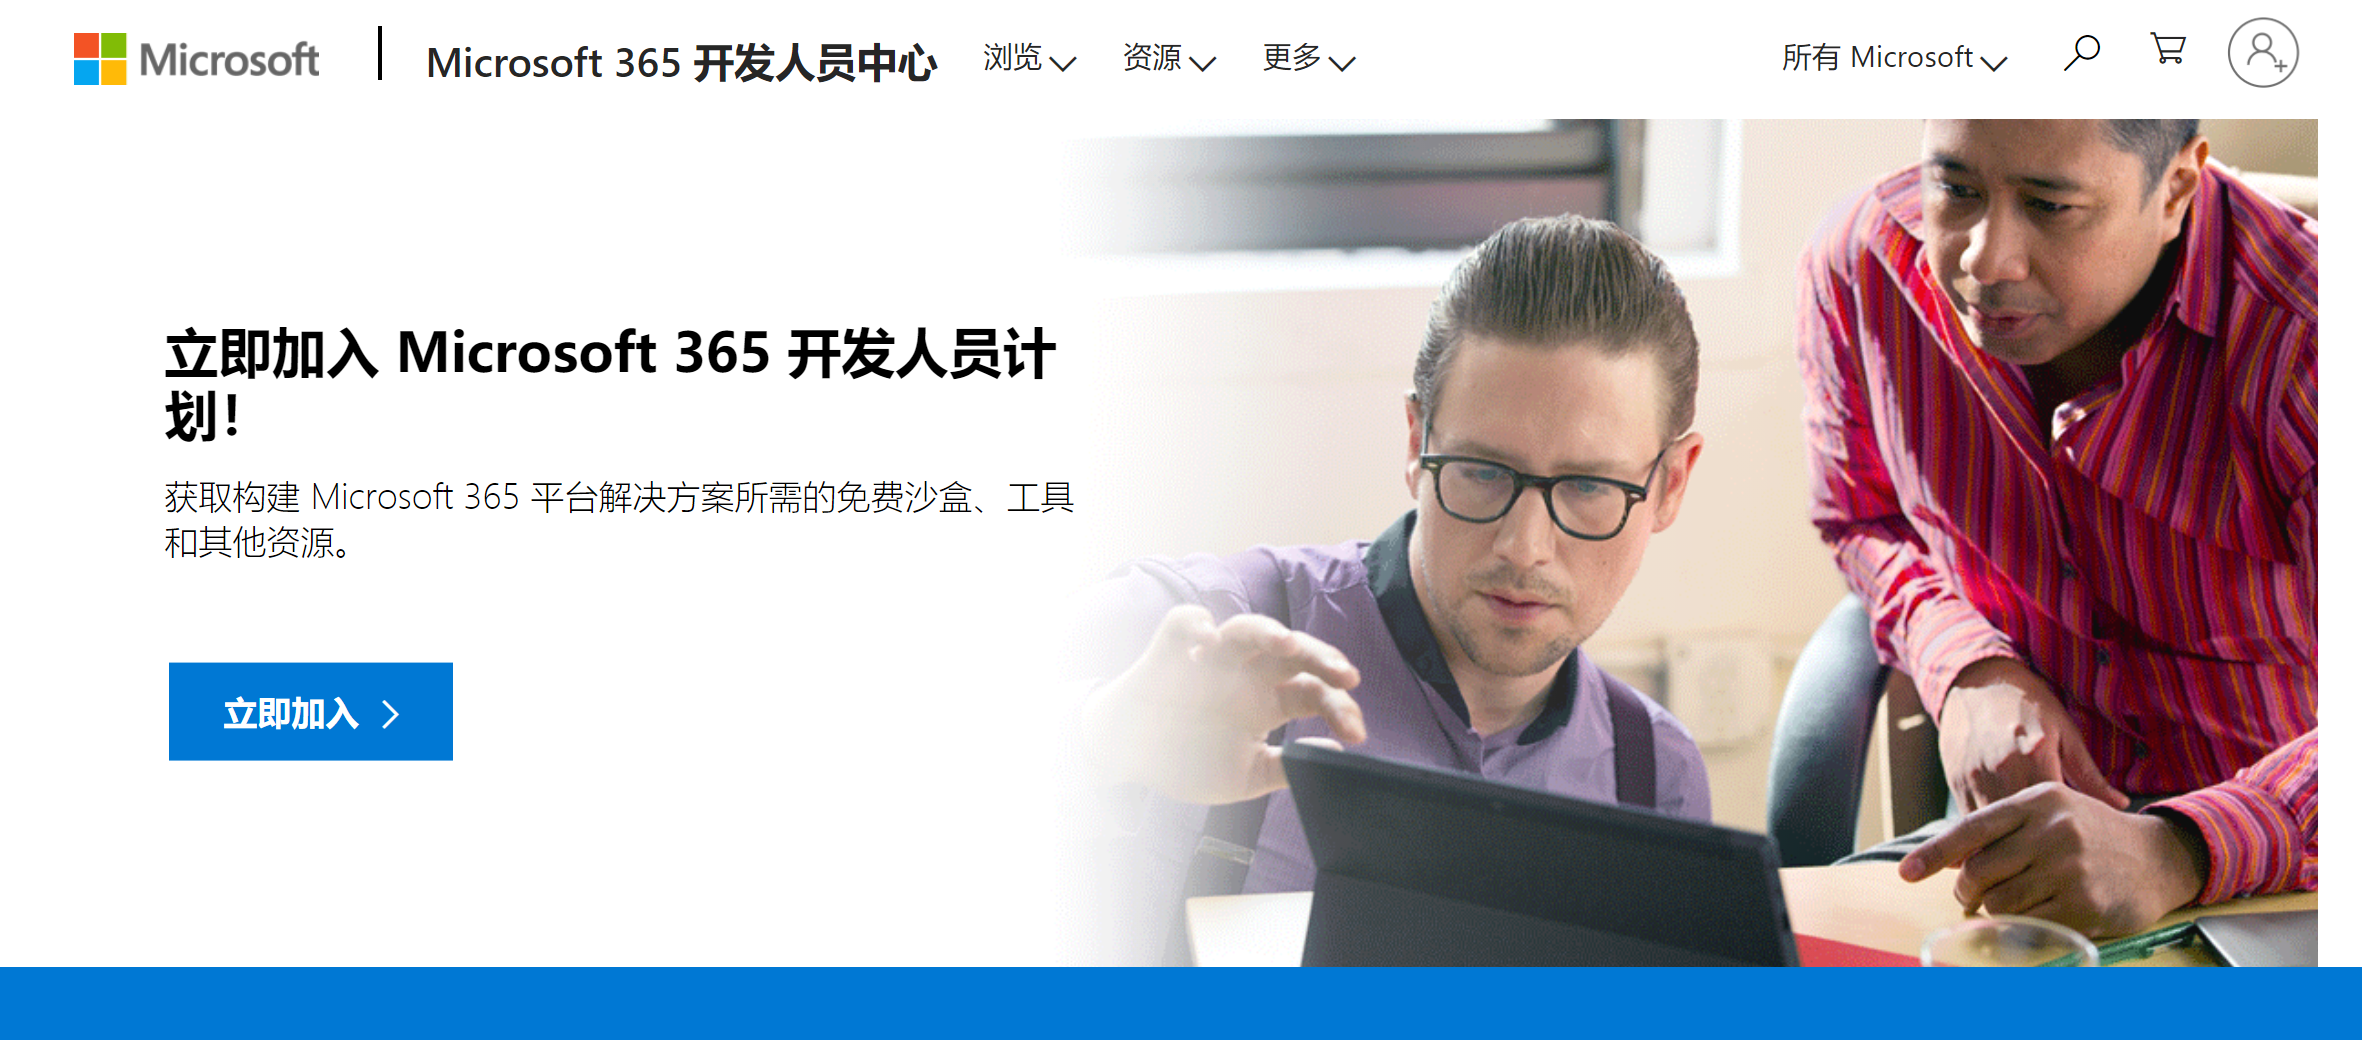 Microsoft
Microsoft 365 开发人员中心
浏览
资源
更多
所有 Microsoft
立即加入 Microsoft 365 开发人员计
划！
获取构建 Microsoft 365 平台解决方案所需的免费沙盒、工具
和其他资源。
立即加入